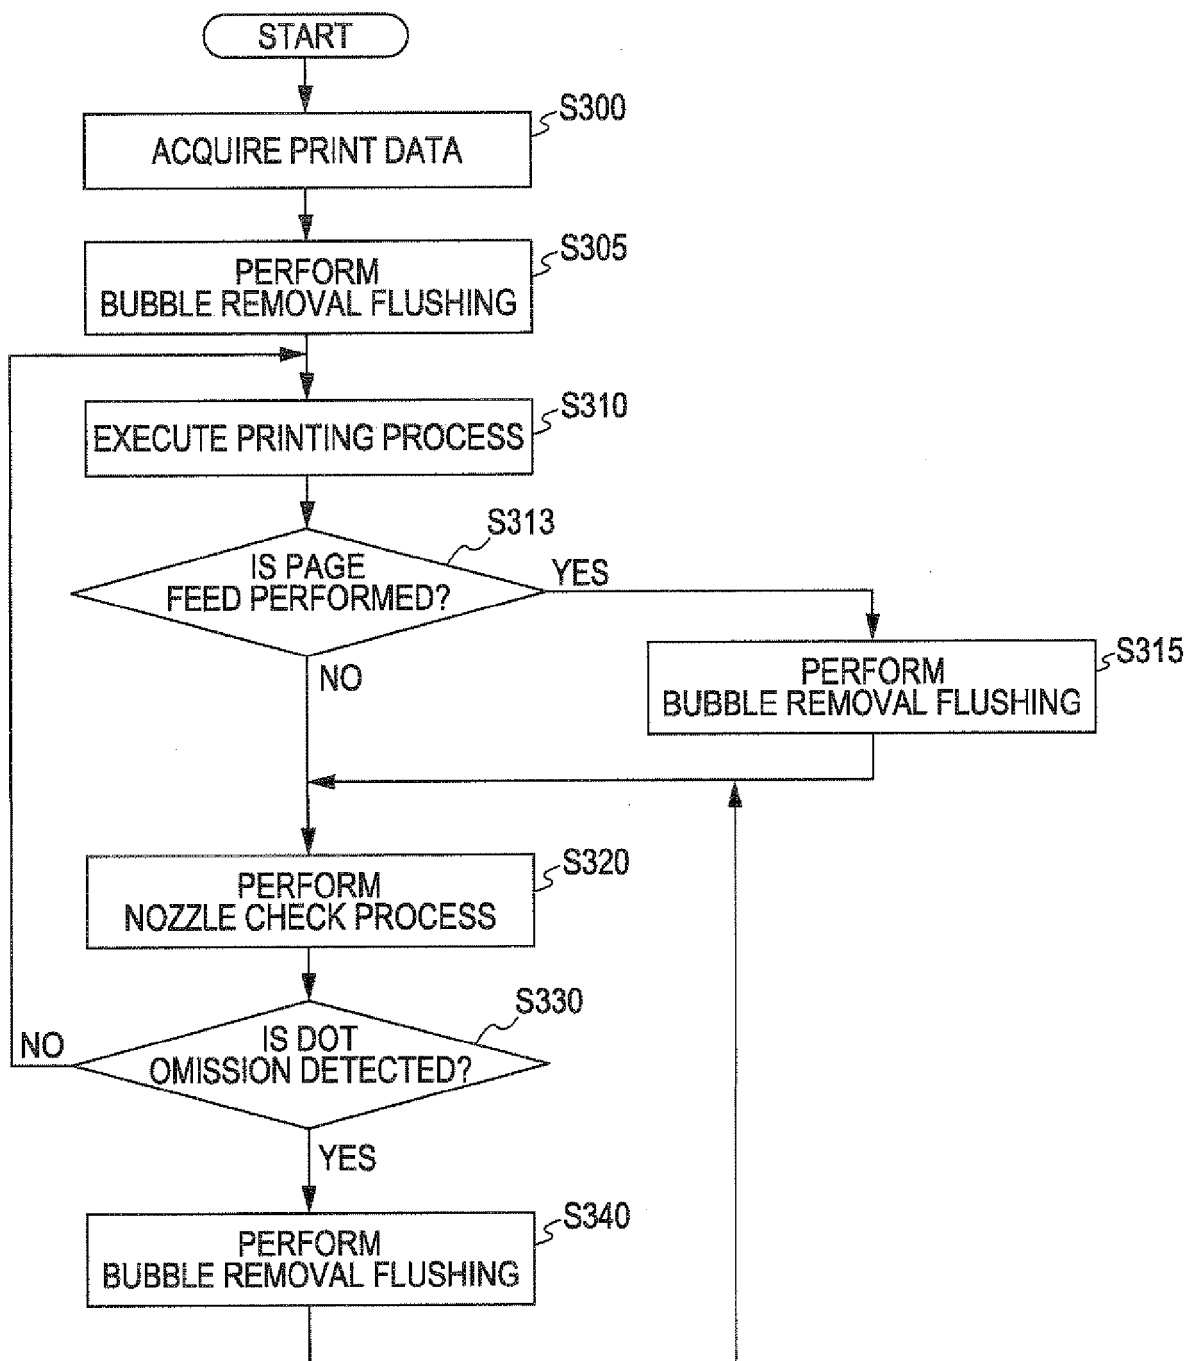 START
S300
ACQUIRE PRINT DATA
S305
PERFORM
BUBBLE REMOVAL FLUSHING
S310
EXECUTE PRINTING PROCESS
S313
IS PAGE
FEED PERFORMED?
YES
NO
S315
PERFORM
BUBBLE REMOVAL FLUSHING
S320
PERFORM
NOZZLE CHECK PROCESS
S330
IS DOT
OMISSION DETECTED?
NO
YES
S340
PERFORM
BUBBLE REMOVAL FLUSHING